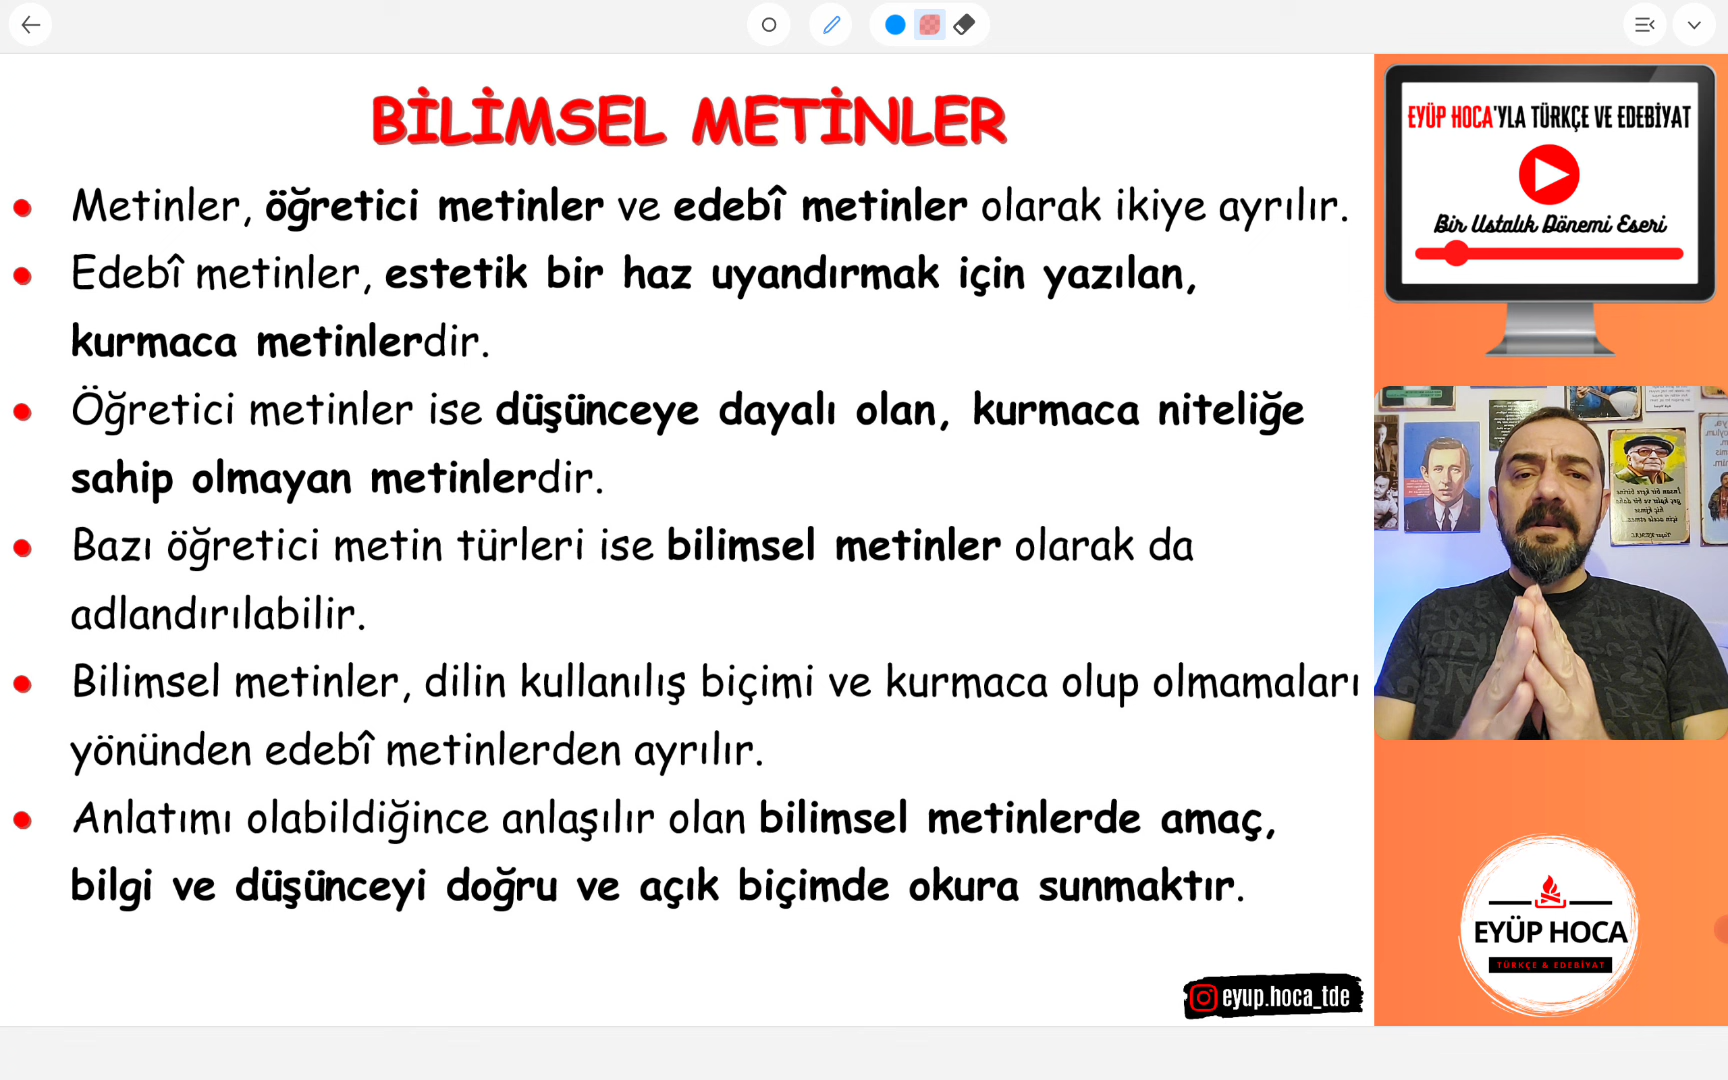 BİLİMSEL METİNLER
Metinler, öğretici metinler ve edebî metinler olarak ikiye ayrılır.
Edebî metinler, estetik bir haz uyandırmak için yazılan,
kurmaca metinlerdir.
Öğretici metinler ise düşünceye dayalı olan, kurmaca niteliğe
sahip olmayan metinlerdir.
Bazı öğretici metin türleri ise bilimsel metinler olarak da
adlandırılabilir.
Bilimsel metinler, dilin kullanılış biçimi ve kurmaca olup olmamaları
yönünden edebî metinlerden ayrılır.
Anlatımı olabildiğince anlaşılır olan bilimsel metinlerde amaç,
bilgi ve düşünceyi doğru ve açık biçimde okura sunmaktır.
eyup.hoca_tde
EYÜP HOCA'YLA TÜRKÇE VE EDEBİYAT
Bir Ustalık Dönemi Eseri
EYÜP HOCA
TÜRKÇE & EDEBİYAT